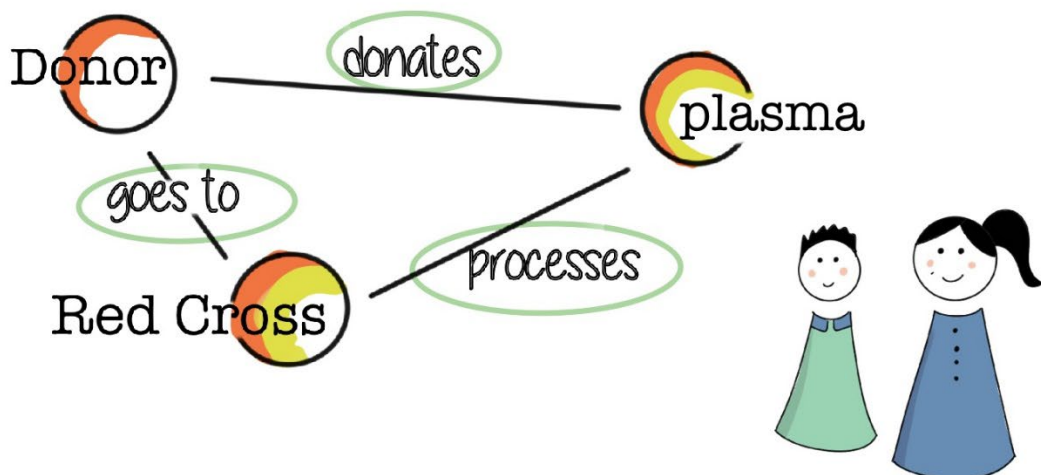 donates
Donor
plasma
goes to
processes
Red Cross